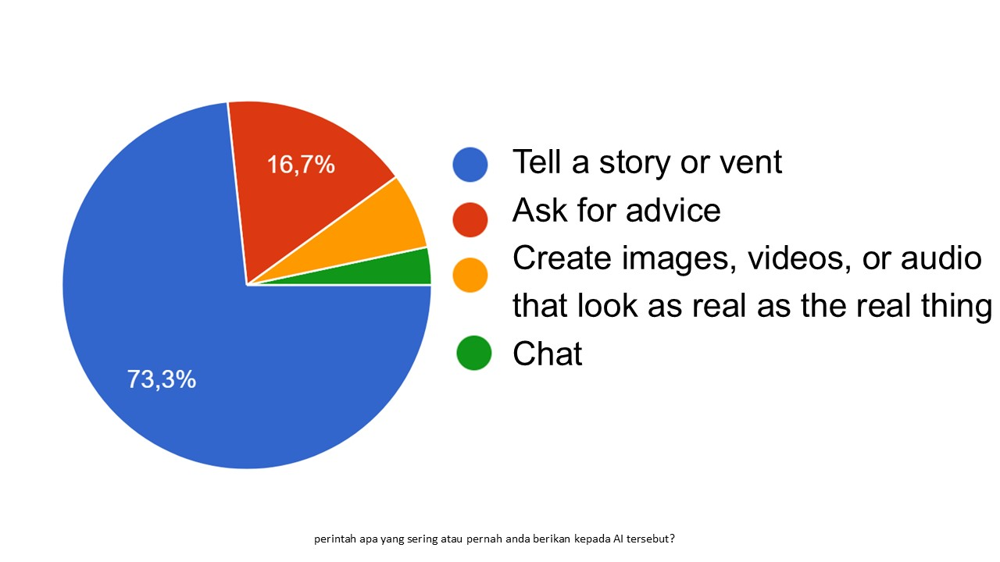 16,7%
73,3%
Tell a story or vent
Ask for advice
Create images, videos, or audio
that look as real as the real thing
Chat
perintah apa yang sering atau pernah anda berikan kepada AI tersebut?